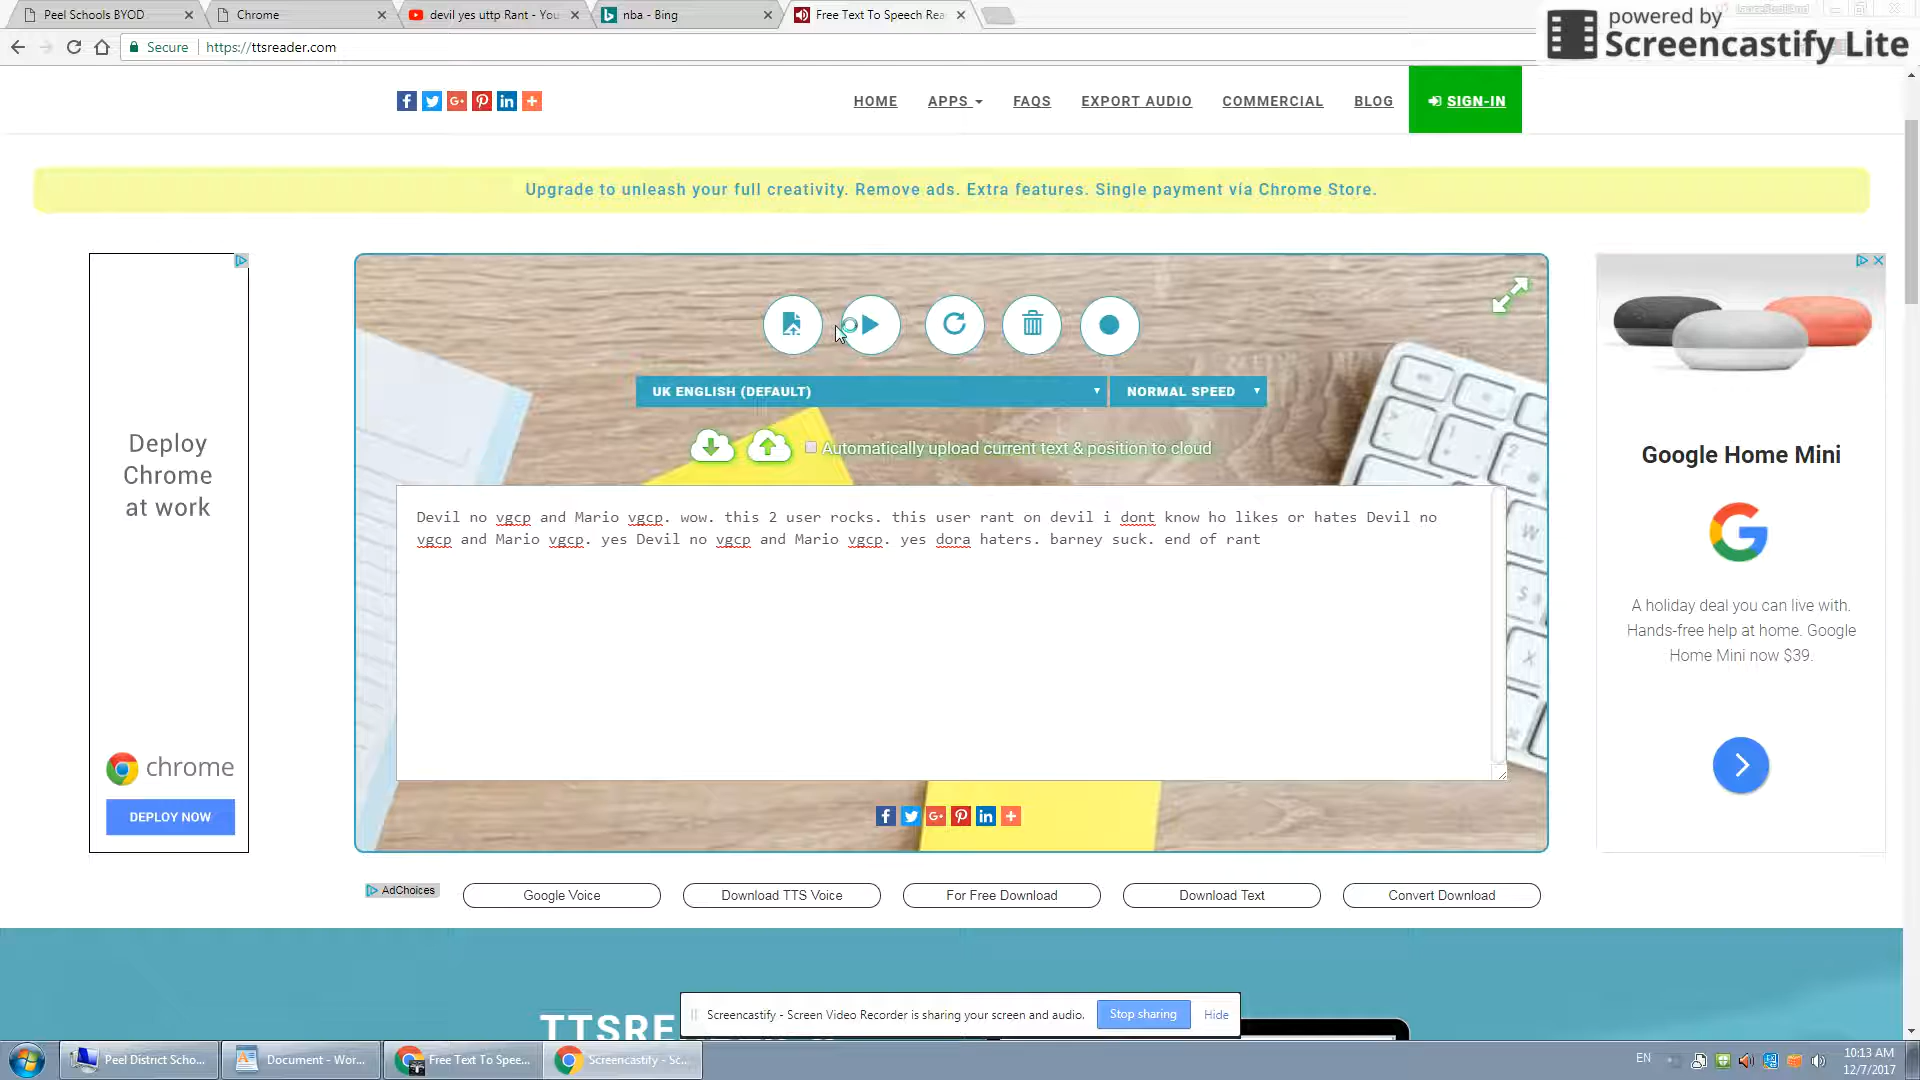 Peel Schools BYOD
Chrome
devil yes uttp Rant - You
nba - Bing
Free Text To Speech Rea
powered by
Screencastify Lite
Secure
https://ttsreader.com
HOME
APPS
FAQS
EXPORT AUDIO
COMMERCIAL
BLOG
SIGN-IN
Upgrade to unleash your full creativity. Remove ads. Extra features. Single payment via Chrome Store.
UK ENGLISH (DEFAULT)
NORMAL SPEED
Automatically upload current text & position to cloud
Devil no vgcp and Mario vgcp. wow. this 2 user rocks. this user rant on devil i dont know ho likes or hates Devil no
vgcp and Mario vgcp. yes Devil no vgcp and Mario vgcp. yes dora haters. barney suck. end of rant
Deploy
Chrome
at work
chrome
DEPLOY NOW
Google Home Mini
A holiday deal you can live with.
Hands-free help at home. Google
Home Mini now $39.
AdChoices
Google Voice
Download TTS Voice
For Free Download
Download Text
Convert Download
TTSRE
Screencastify - Screen Video Recorder is sharing your screen and audio.
Stop sharing
Hide
Peel District Scho...
Document - Wor...
Free Text To Spee...
Screencastify - Sc...
EN
10:13 AM
12/7/2017